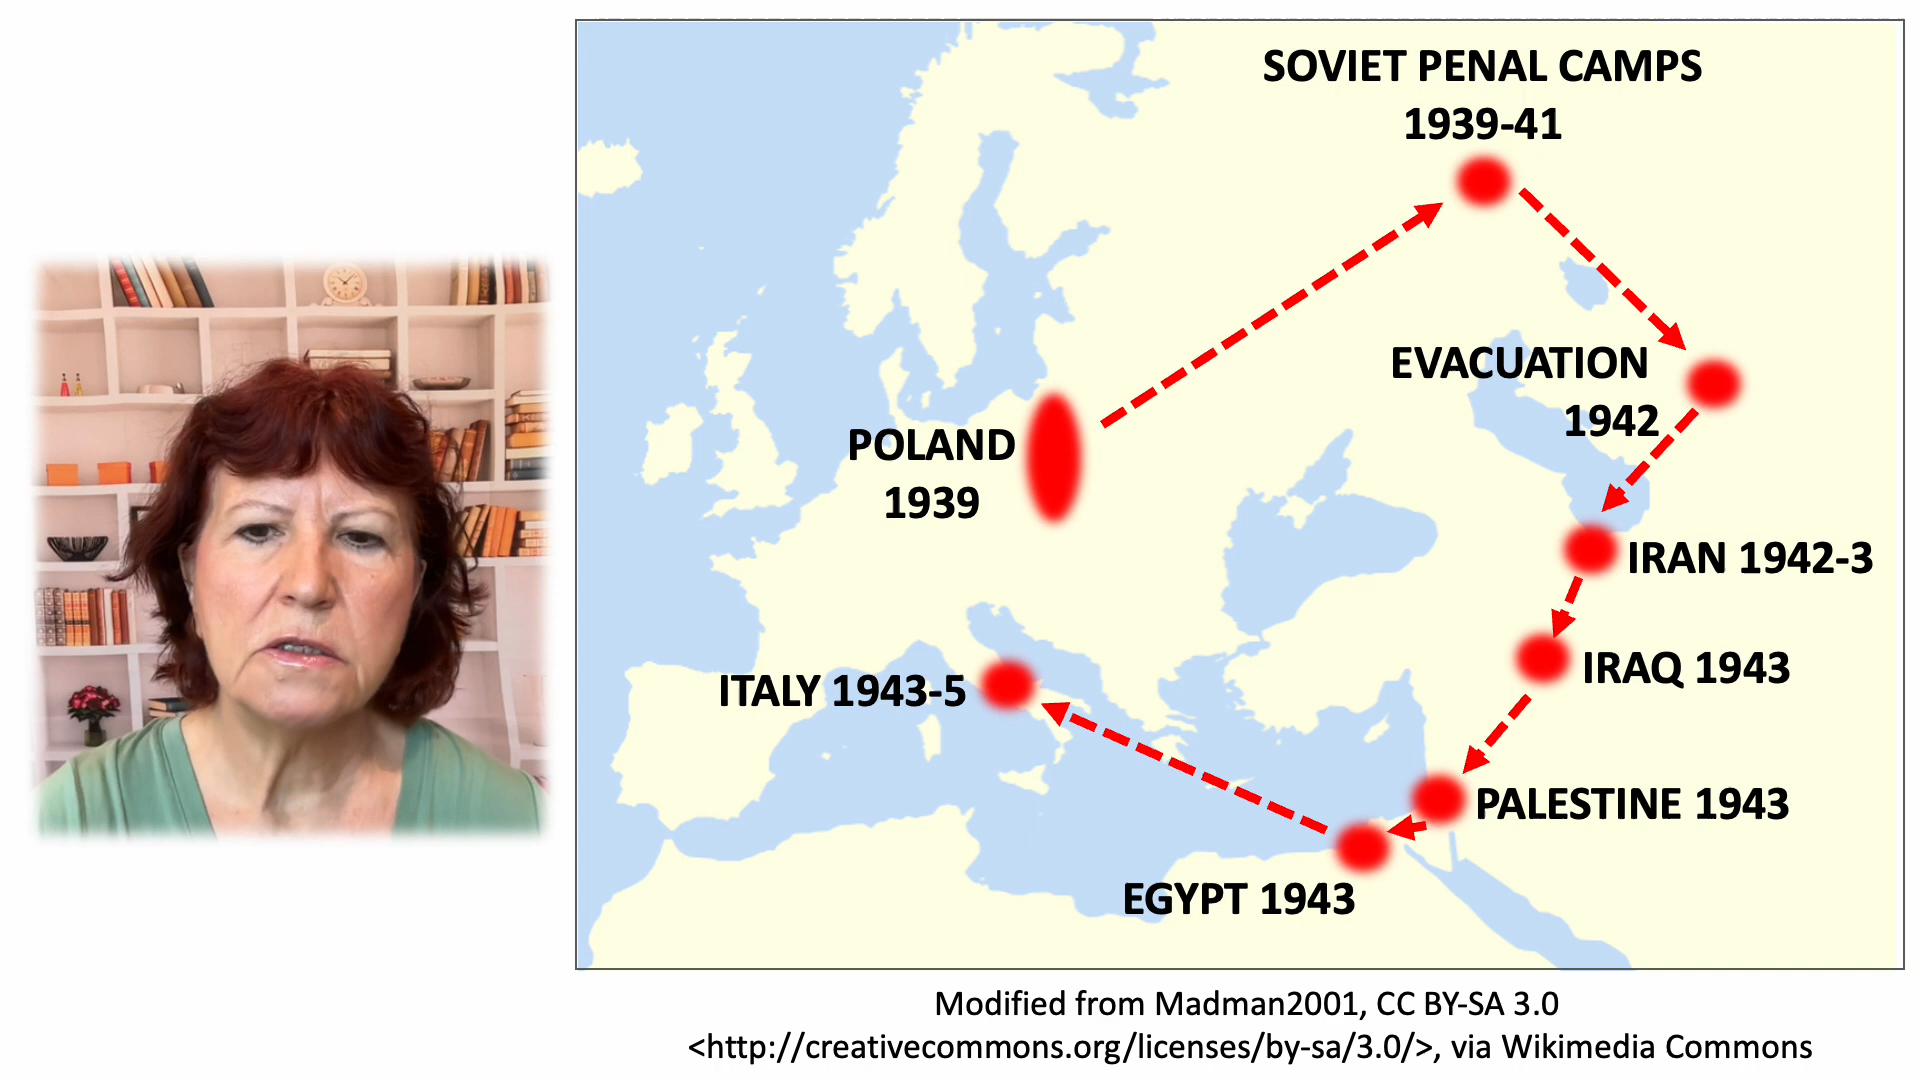 SOVIET PENAL CAMPS
1939-41
EVACUATION
1942
POLAND
1939
IRAN 1942-3
IRAQ 1943
ITALY 1943-5
PALESTINE 1943
EGYPT 1943
Modified from Madman2001, CC BY-SA 3.0
<http://creativecommons.org/licenses/by-sa/3.0/>, via Wikimedia Commons